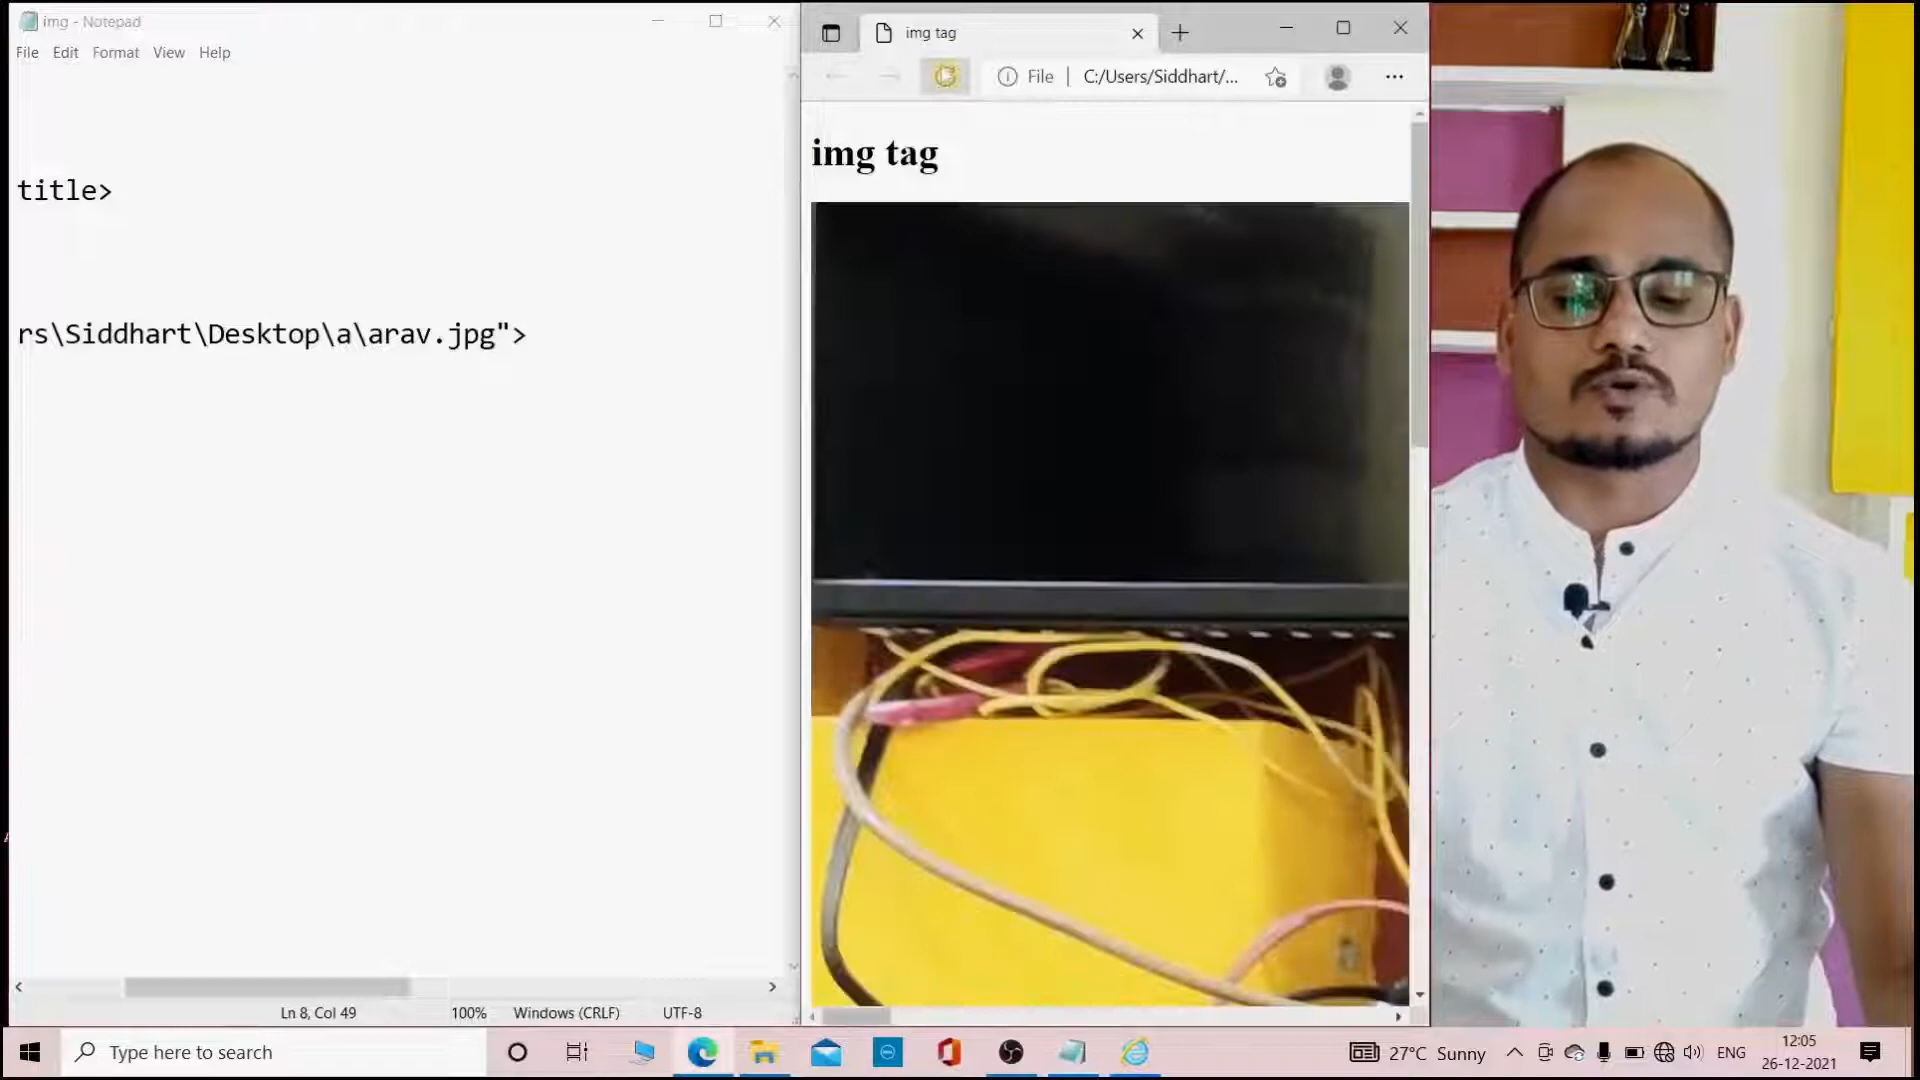 img - Notepad
File Edit Format View Help
title>
rs\Siddhart\Desktop\a\arav.jpg">
Ln 8, Col 49 100% Windows (CRLF) UTF-8
img tag
File C:/Users/Siddhart/...
img tag
Type here to search
27°C Sunny
ENG
12:05
26-12-2021